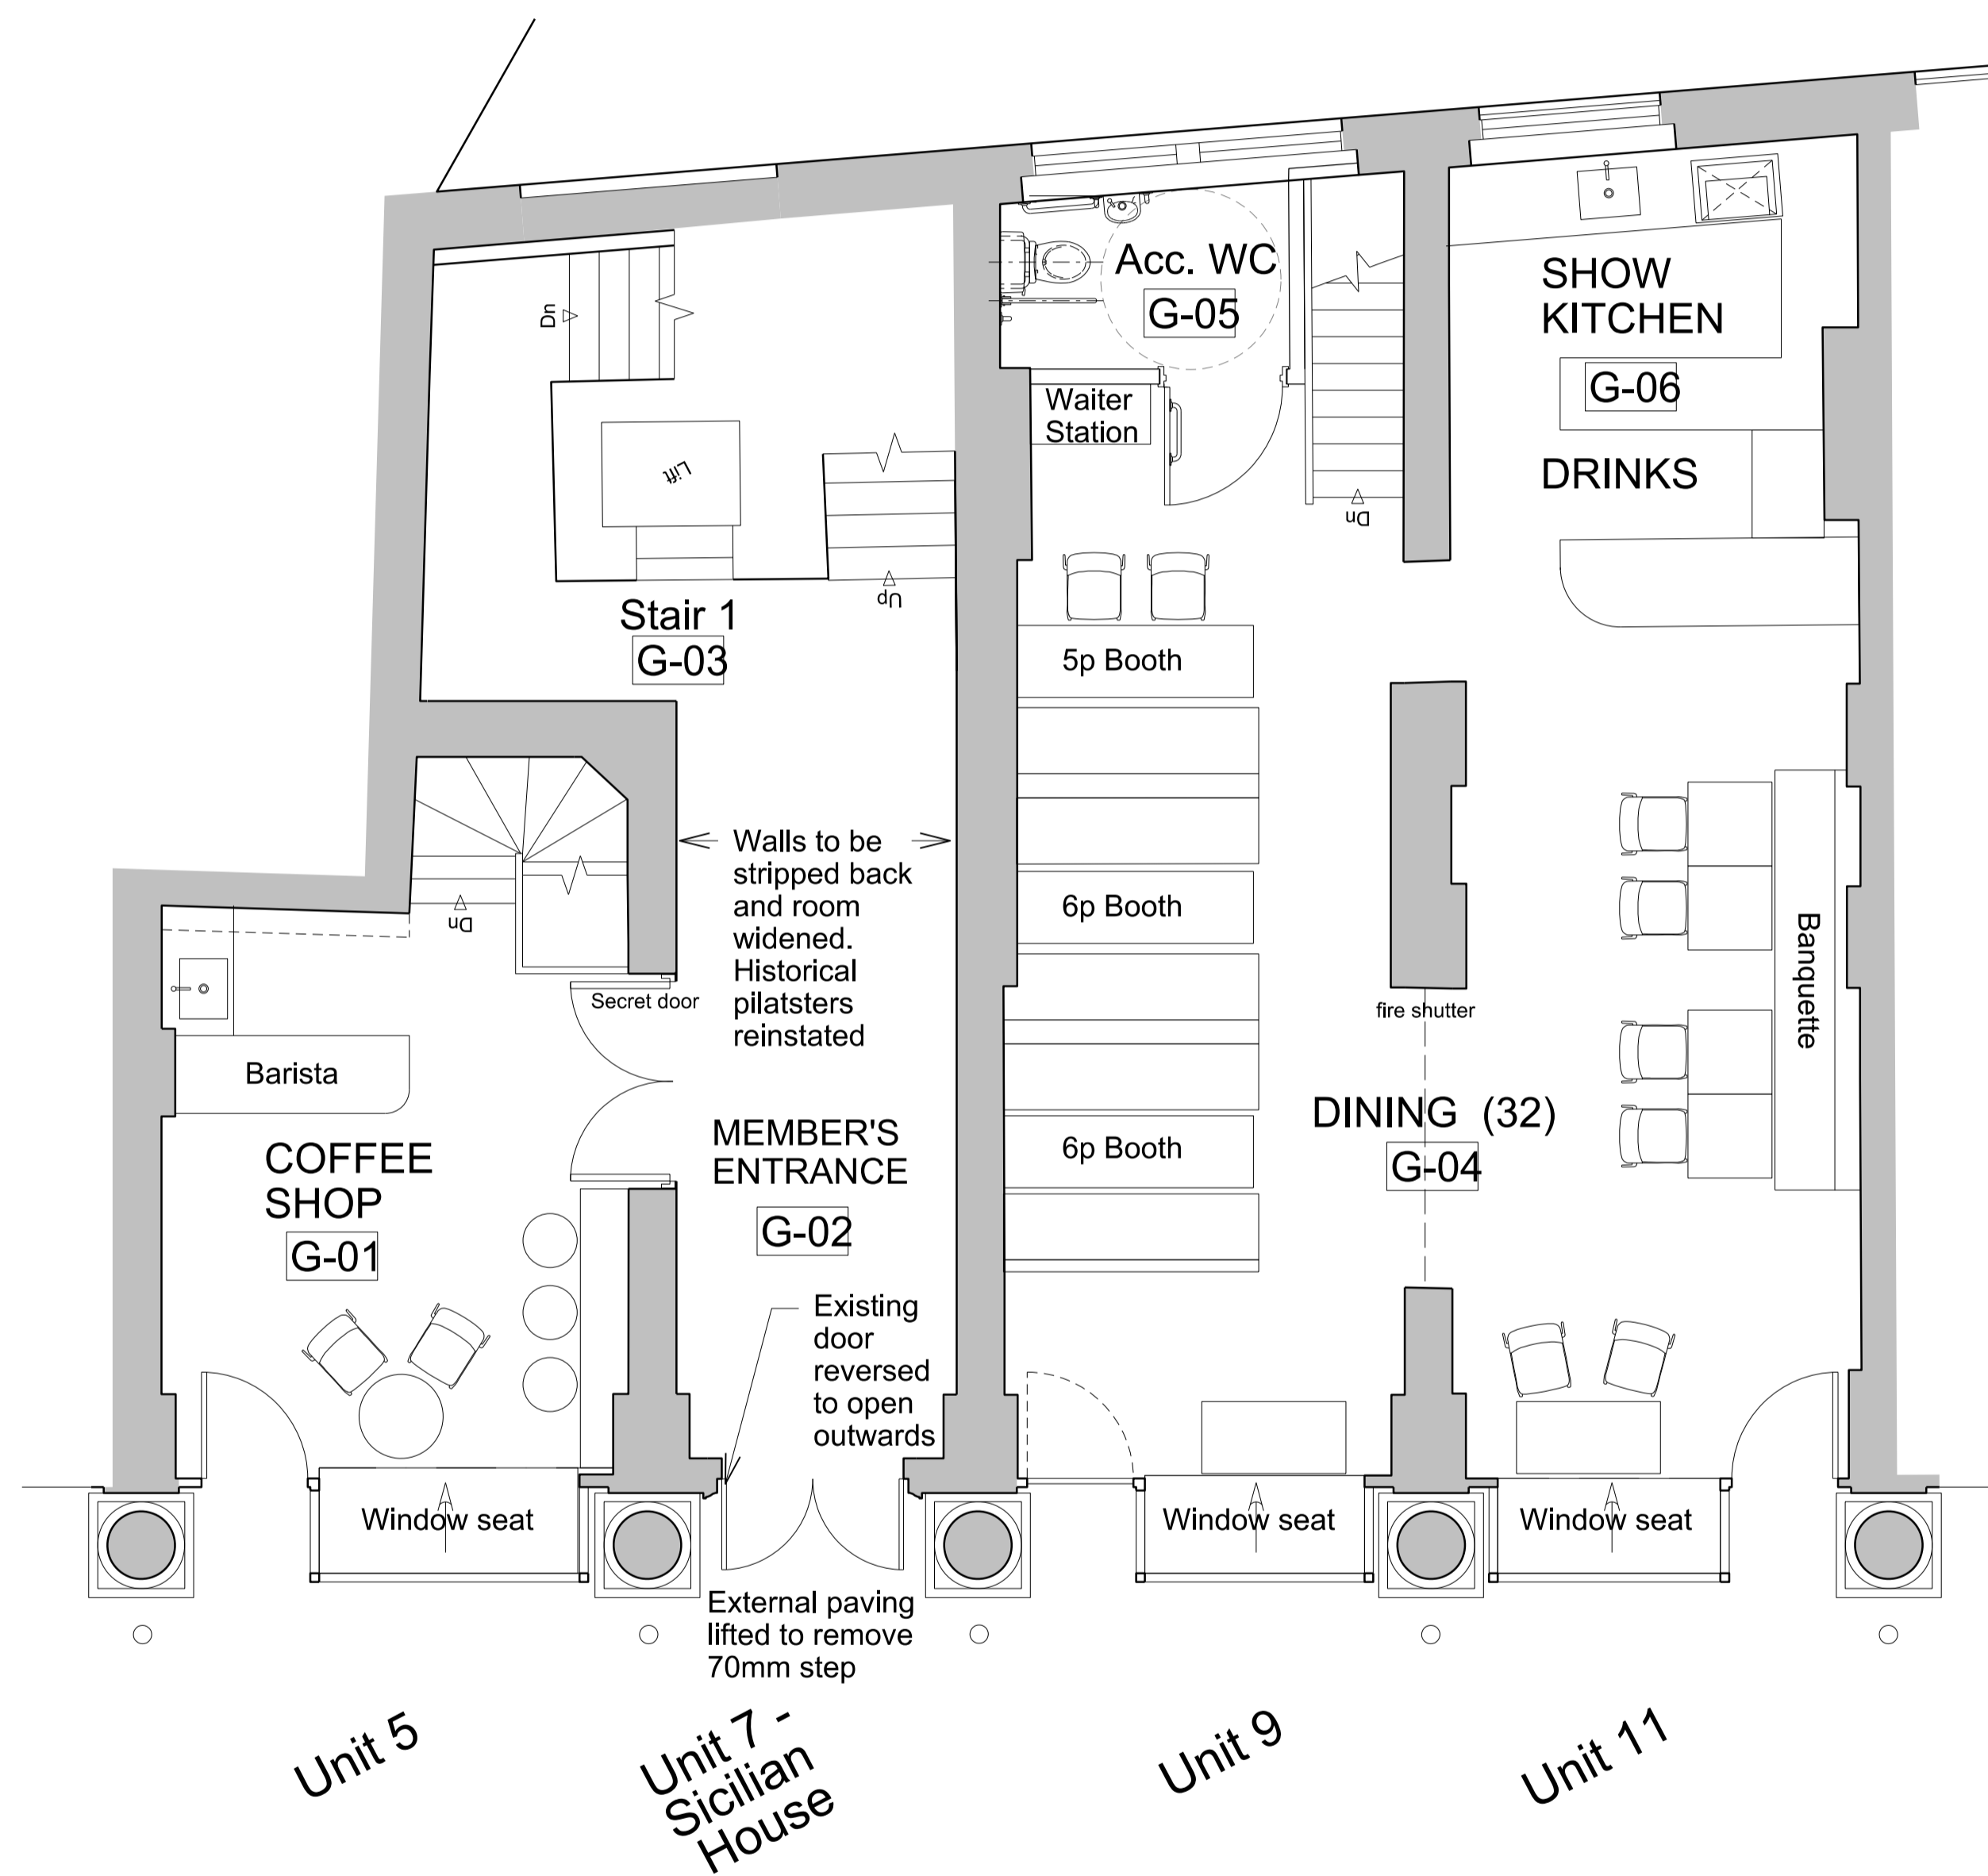 Acc. WC
G-05
SHOW
KITCHEN
G-06
DRINKS
Waiter
Station
Dn
Dn
Lift
Up
Stair 1
G-03
5p Booth
Walls to be
stripped back
and room
widened.
Historical
pilatsters
reinstated
6p Booth
Banquette
Dn
Secret door
fire shutter
Barista
DINING (32)
G-04
6p Booth
MEMBER'S
ENTRANCE
G-02
COFFEE
SHOP
G-01
Existing
door
reversed
to open
outwards
Window seat
Window seat
Window seat
External paving
lifted to remove
70mm step
Unit 5
Unit 7 -
Sicilian
House
Unit 9
Unit 11